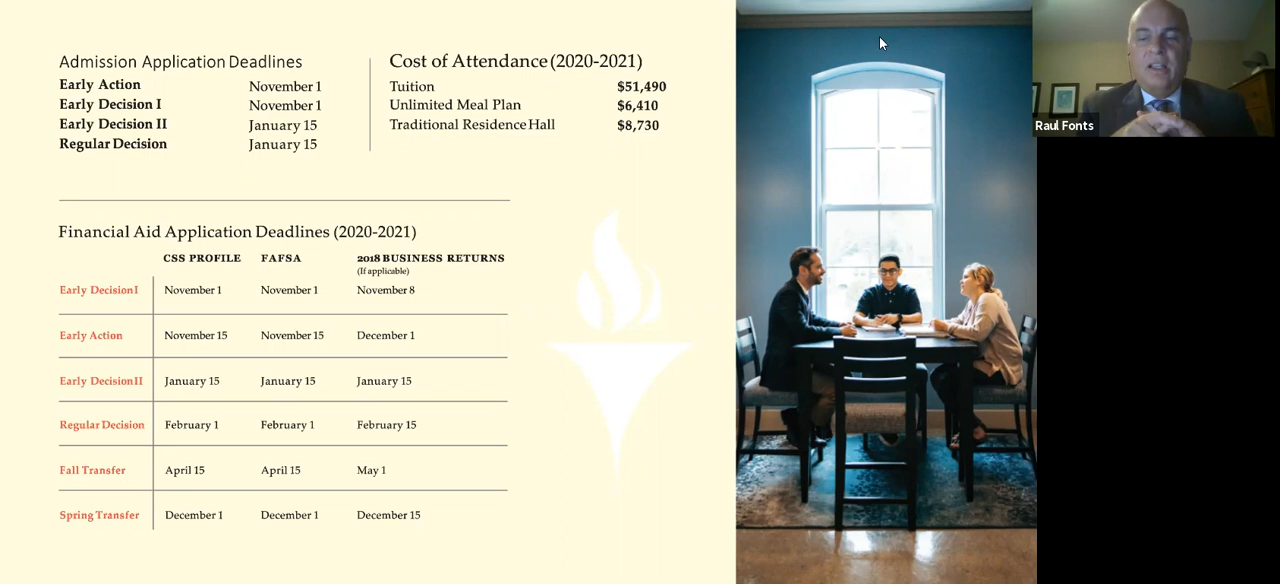 Admission Application Deadlines
Early Action November 1
Early Decision I November 1
Early Decision II January 15
Regular Decision January 15
Cost of Attendance (2020-2021)
Tuition $51,490
Unlimited Meal Plan $6,410
Traditional Residence Hall $8,730
Financial Aid Application Deadlines (2020-2021)
CSS PROFILE FAFSA 2018 BUSINESS RETURNS
(If applicable)
Early Decision I November 1 November 1 November 8
Early Action November 15 November 15 December 1
Early Decision II January 15 January 15 January 15
Regular Decision February 1 February 1 February 15
Fall Transfer April 15 April 15 May 1
Spring Transfer December 1 December 1 December 15
Raul Fonts